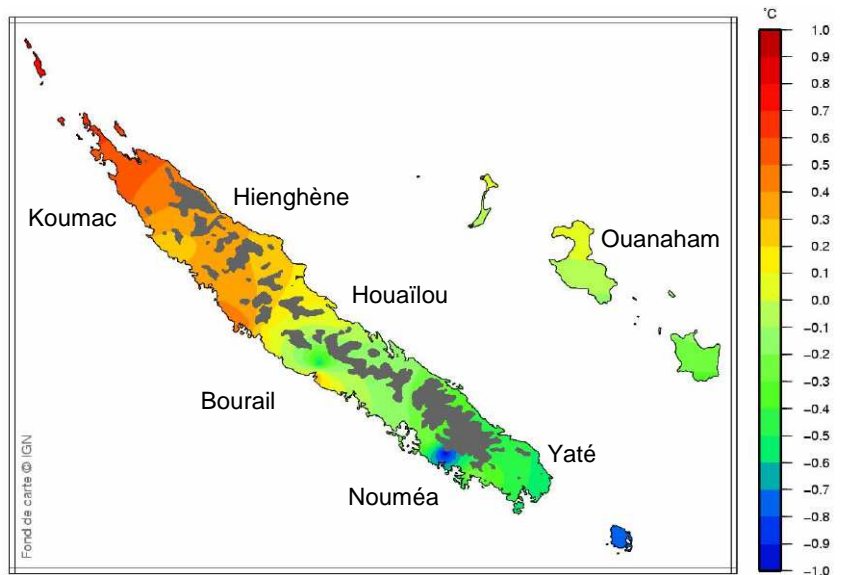 °C
1.0
0.9
0.8
0.7
0.6
0.5
0.4
0.3
0.2
0.1
0.0
-0.1
-0.2
-0.3
-0.4
-0.5
-0.6
-0.7
-0.8
-0.9
-1.0
Hienghène
Koumac
Ouanaham
Houaïlou
Bourail
Yaté
Nouméa
Fond de carte © IGN